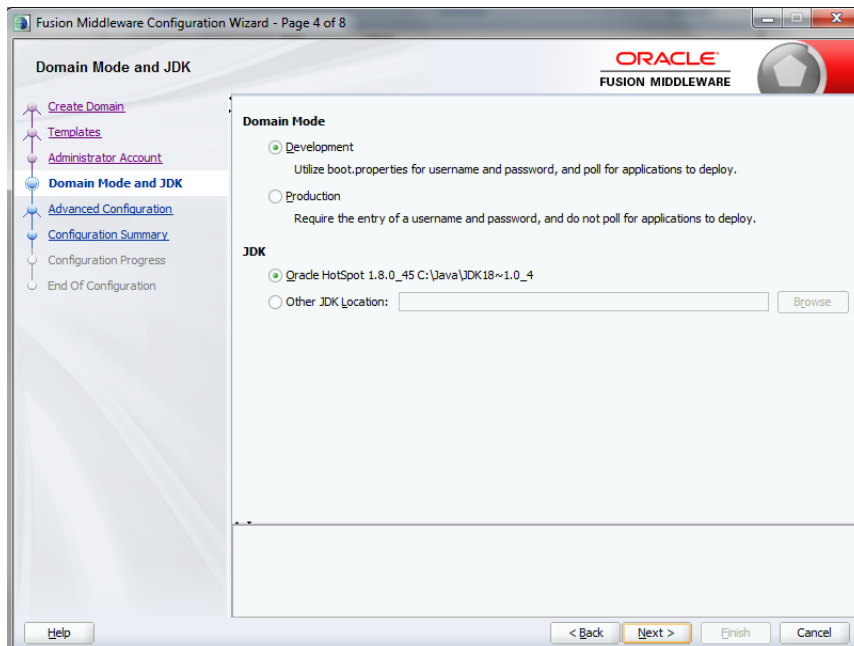 Fusion Middleware Configuration Wizard - Page 4 of 8
Domain Mode and JDK
ORACLE
FUSION MIDDLEWARE
Create Domain
Templates
Administrator Account
Domain Mode and JDK
Advanced Configuration
Configuration Summary
Configuration Progress
End Of Configuration
Domain Mode
Development
Utilize boot.properties for username and password, and poll for applications to deploy.
Production
Require the entry of a username and password, and do not poll for applications to deploy.
JDK
Oracle HotSpot 1.8.0_45 C:\Java\JDK18~1.0_4
Other JDK Location:
Browse
Help
< Back
Next >
Finish
Cancel